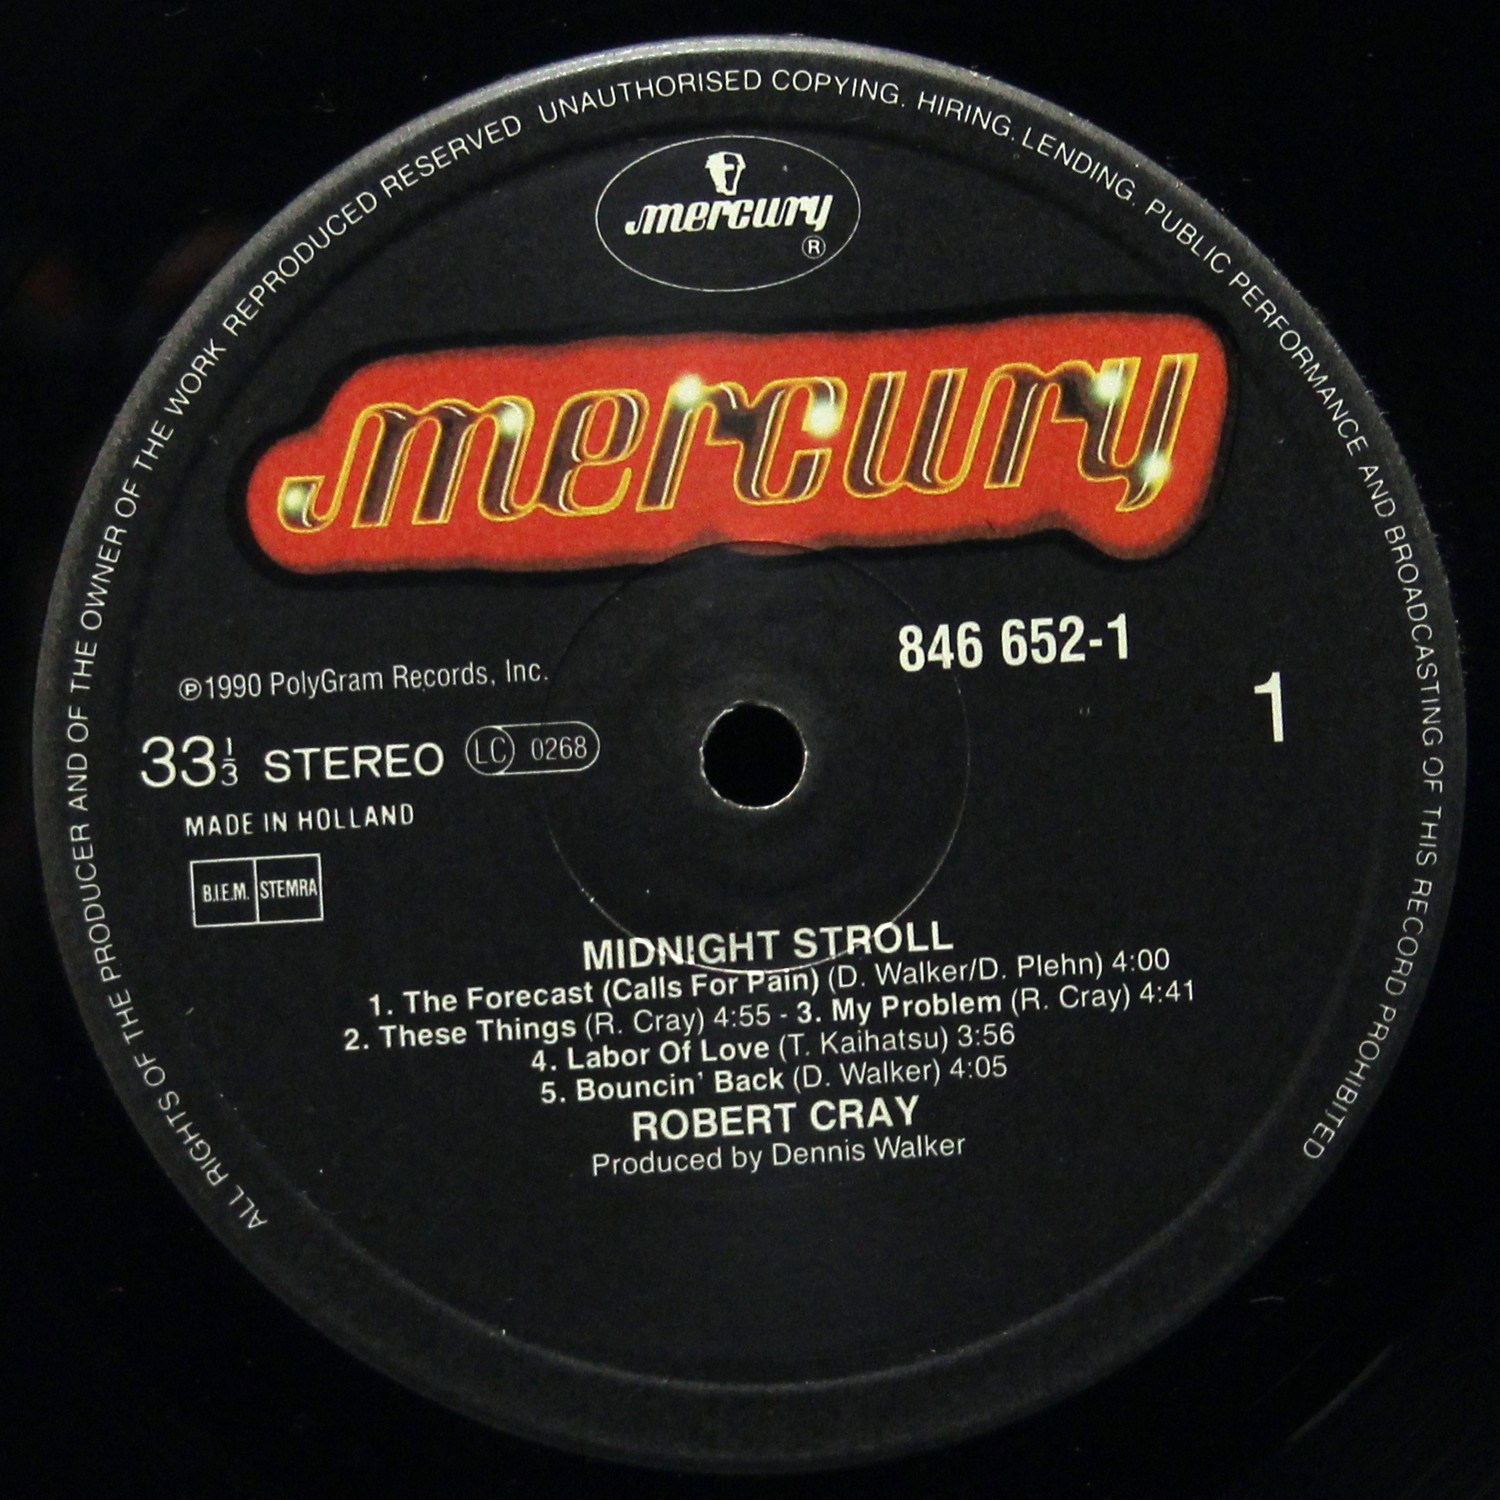 ALL RIGHTS OF THE PRODUCER AND OF THE OWNER OF THE WORK REPRODUCED RESERVED UNAUTHORISED COPYING. HIRING. LENDING. PUBLIC PERFORMANCE AND BROADCASTING OF THIS RECORD PROHIBITED
mercury
®
mercury
846 652-1
1
℗1990 PolyGram Records, Inc.
33⅓ STEREO LC 0268
MADE IN HOLLAND
B.I.E.M. STEMRA
MIDNIGHT STROLL
1. The Forecast (Calls For Pain) (D. Walker/D. Plehn) 4:00
2. These Things (R. Cray) 4:55 - 3. My Problem (R. Cray) 4:41
4. Labor Of Love (T. Kaihatsu) 3:56
5. Bouncin' Back (D. Walker) 4:05
ROBERT CRAY
Produced by Dennis Walker